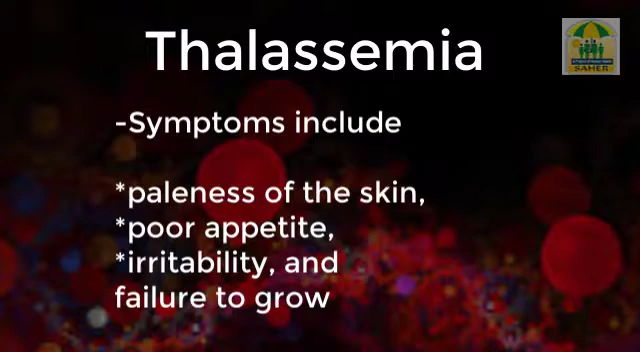 Thalassemia
SAHER
-Symptoms include
*paleness of the skin,
*poor appetite,
*irritability, and
failure to grow